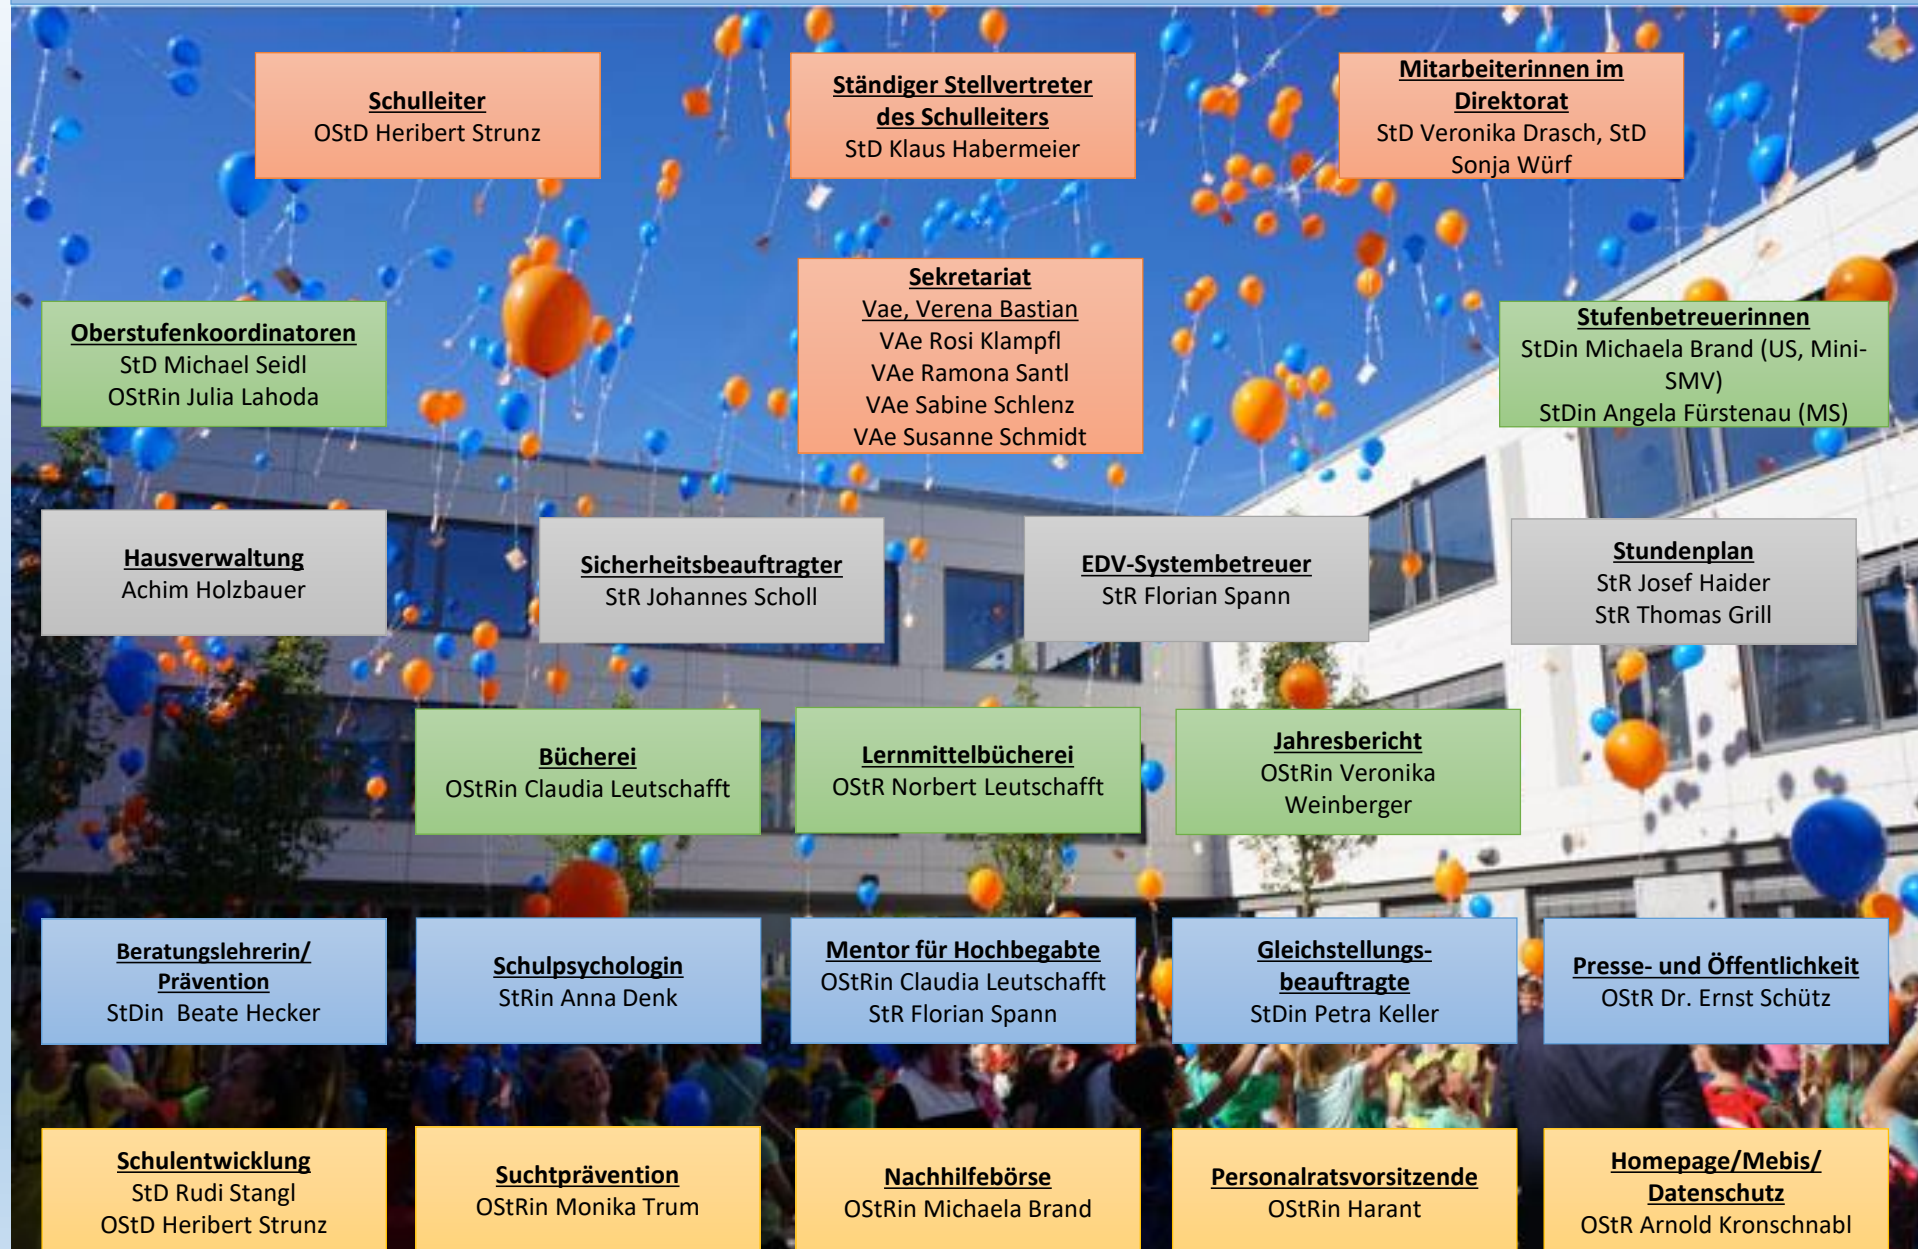 Schulleiter
OStD Heribert Strunz
Ständiger Stellvertreter
des Schulleiters
StD Klaus Habermeier
Mitarbeiterinnen im
Direktorat
StD Veronika Drasch, StD
Sonja Würf
Sekretariat
Vae, Verena Bastian
VAe Rosi Klampfl
VAe Ramona Santl
VAe Sabine Schlenz
VAe Susanne Schmidt
Oberstufenkoordinatoren
StD Michael Seidl
OStRin Julia Lahoda
Stufenbetreuerinnen
StDin Michaela Brand (US, Mini-
SMV)
StDin Angela Fürstenau (MS)
Hausverwaltung
Achim Holzbauer
Sicherheitsbeauftragter
StR Johannes Scholl
EDV-Systembetreuer
StR Florian Spann
Stundenplan
StR Josef Haider
StR Thomas Grill
Bücherei
OStRin Claudia Leutschafft
Lernmittelbücherei
OStR Norbert Leutschafft
Jahresbericht
OStRin Veronika
Weinberger
Beratungslehrerin/
Prävention
StDin  Beate Hecker
Schulpsychologin
StRin Anna Denk
Mentor für Hochbegabte
OStRin Claudia Leutschafft
StR Florian Spann
Gleichstellungs-
beauftragte
StDin Petra Keller
Presse- und Öffentlichkeit
OStR Dr. Ernst Schütz
Schulentwicklung
StD Rudi Stangl
OStD Heribert Strunz
Suchtprävention
OStRin Monika Trum
Nachhilfebörse
OStRin Michaela Brand
Personalratsvorsitzende
OStRin Harant
Homepage/Mebis/
Datenschutz
OStR Arnold Kronschnabl